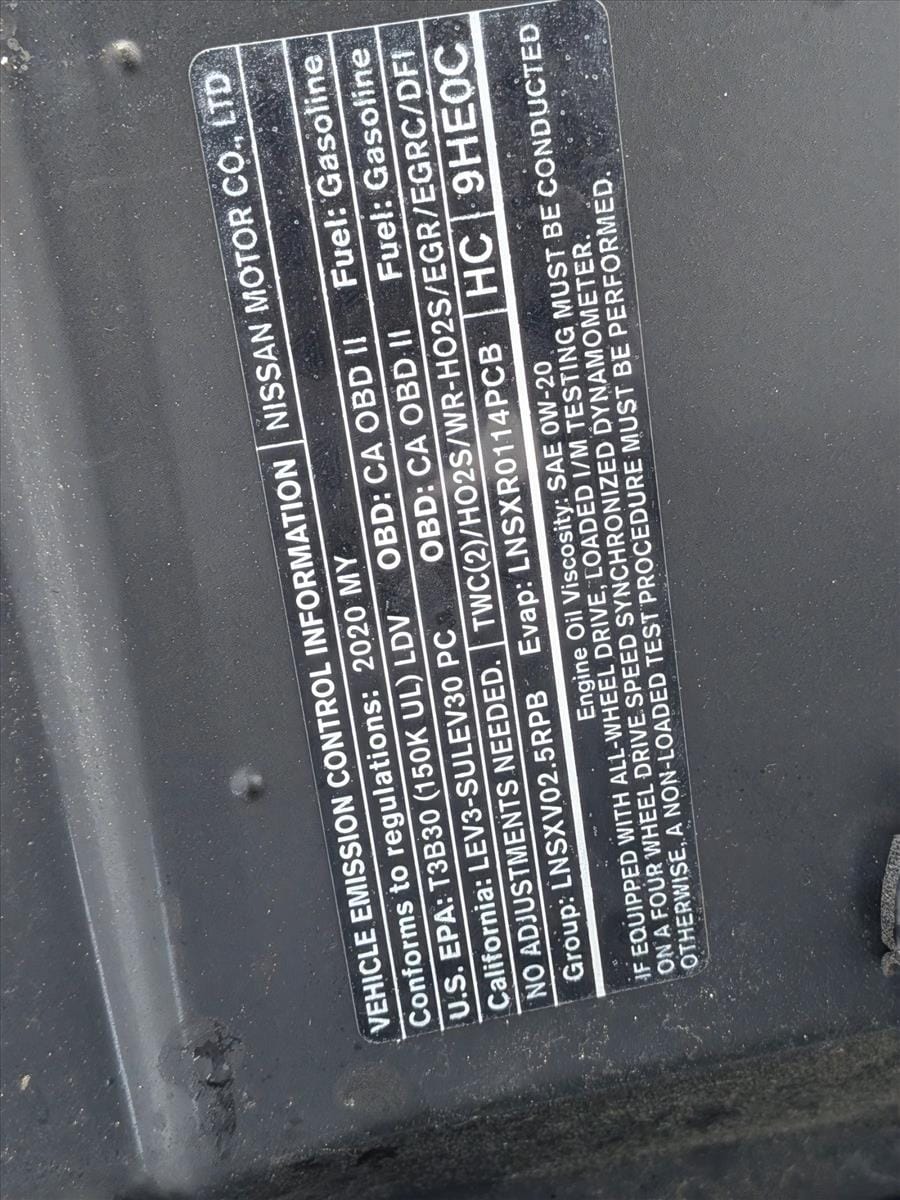 VEHICLE EMISSION CONTROL INFORMATION NISSAN MOTOR CO., LTD
Conforms to regulations: 2020 MY
U.S. EPA: T3B30 (150K UL) LDV OBD: CA OBD II Fuel: Gasoline
California: LEV3-SULEV30 PC OBD: CA OBD II Fuel: Gasoline
NO ADJUSTMENTS NEEDED. TWC(2)/HO2S/WR-HO2S/EGR/EGRC/DFI
Group: LNSXV02.5RPB Evap: LNSXR0114PCB HC 9HE0C
Engine Oil Viscosity: SAE 0W-20
IF EQUIPPED WITH ALL-WHEEL DRIVE, LOADED I/M TESTING MUST BE CONDUCTED
ON A FOUR WHEEL DRIVE SPEED SYNCHRONIZED DYNAMOMETER.
OTHERWISE, A NON-LOADED TEST PROCEDURE MUST BE PERFORMED.